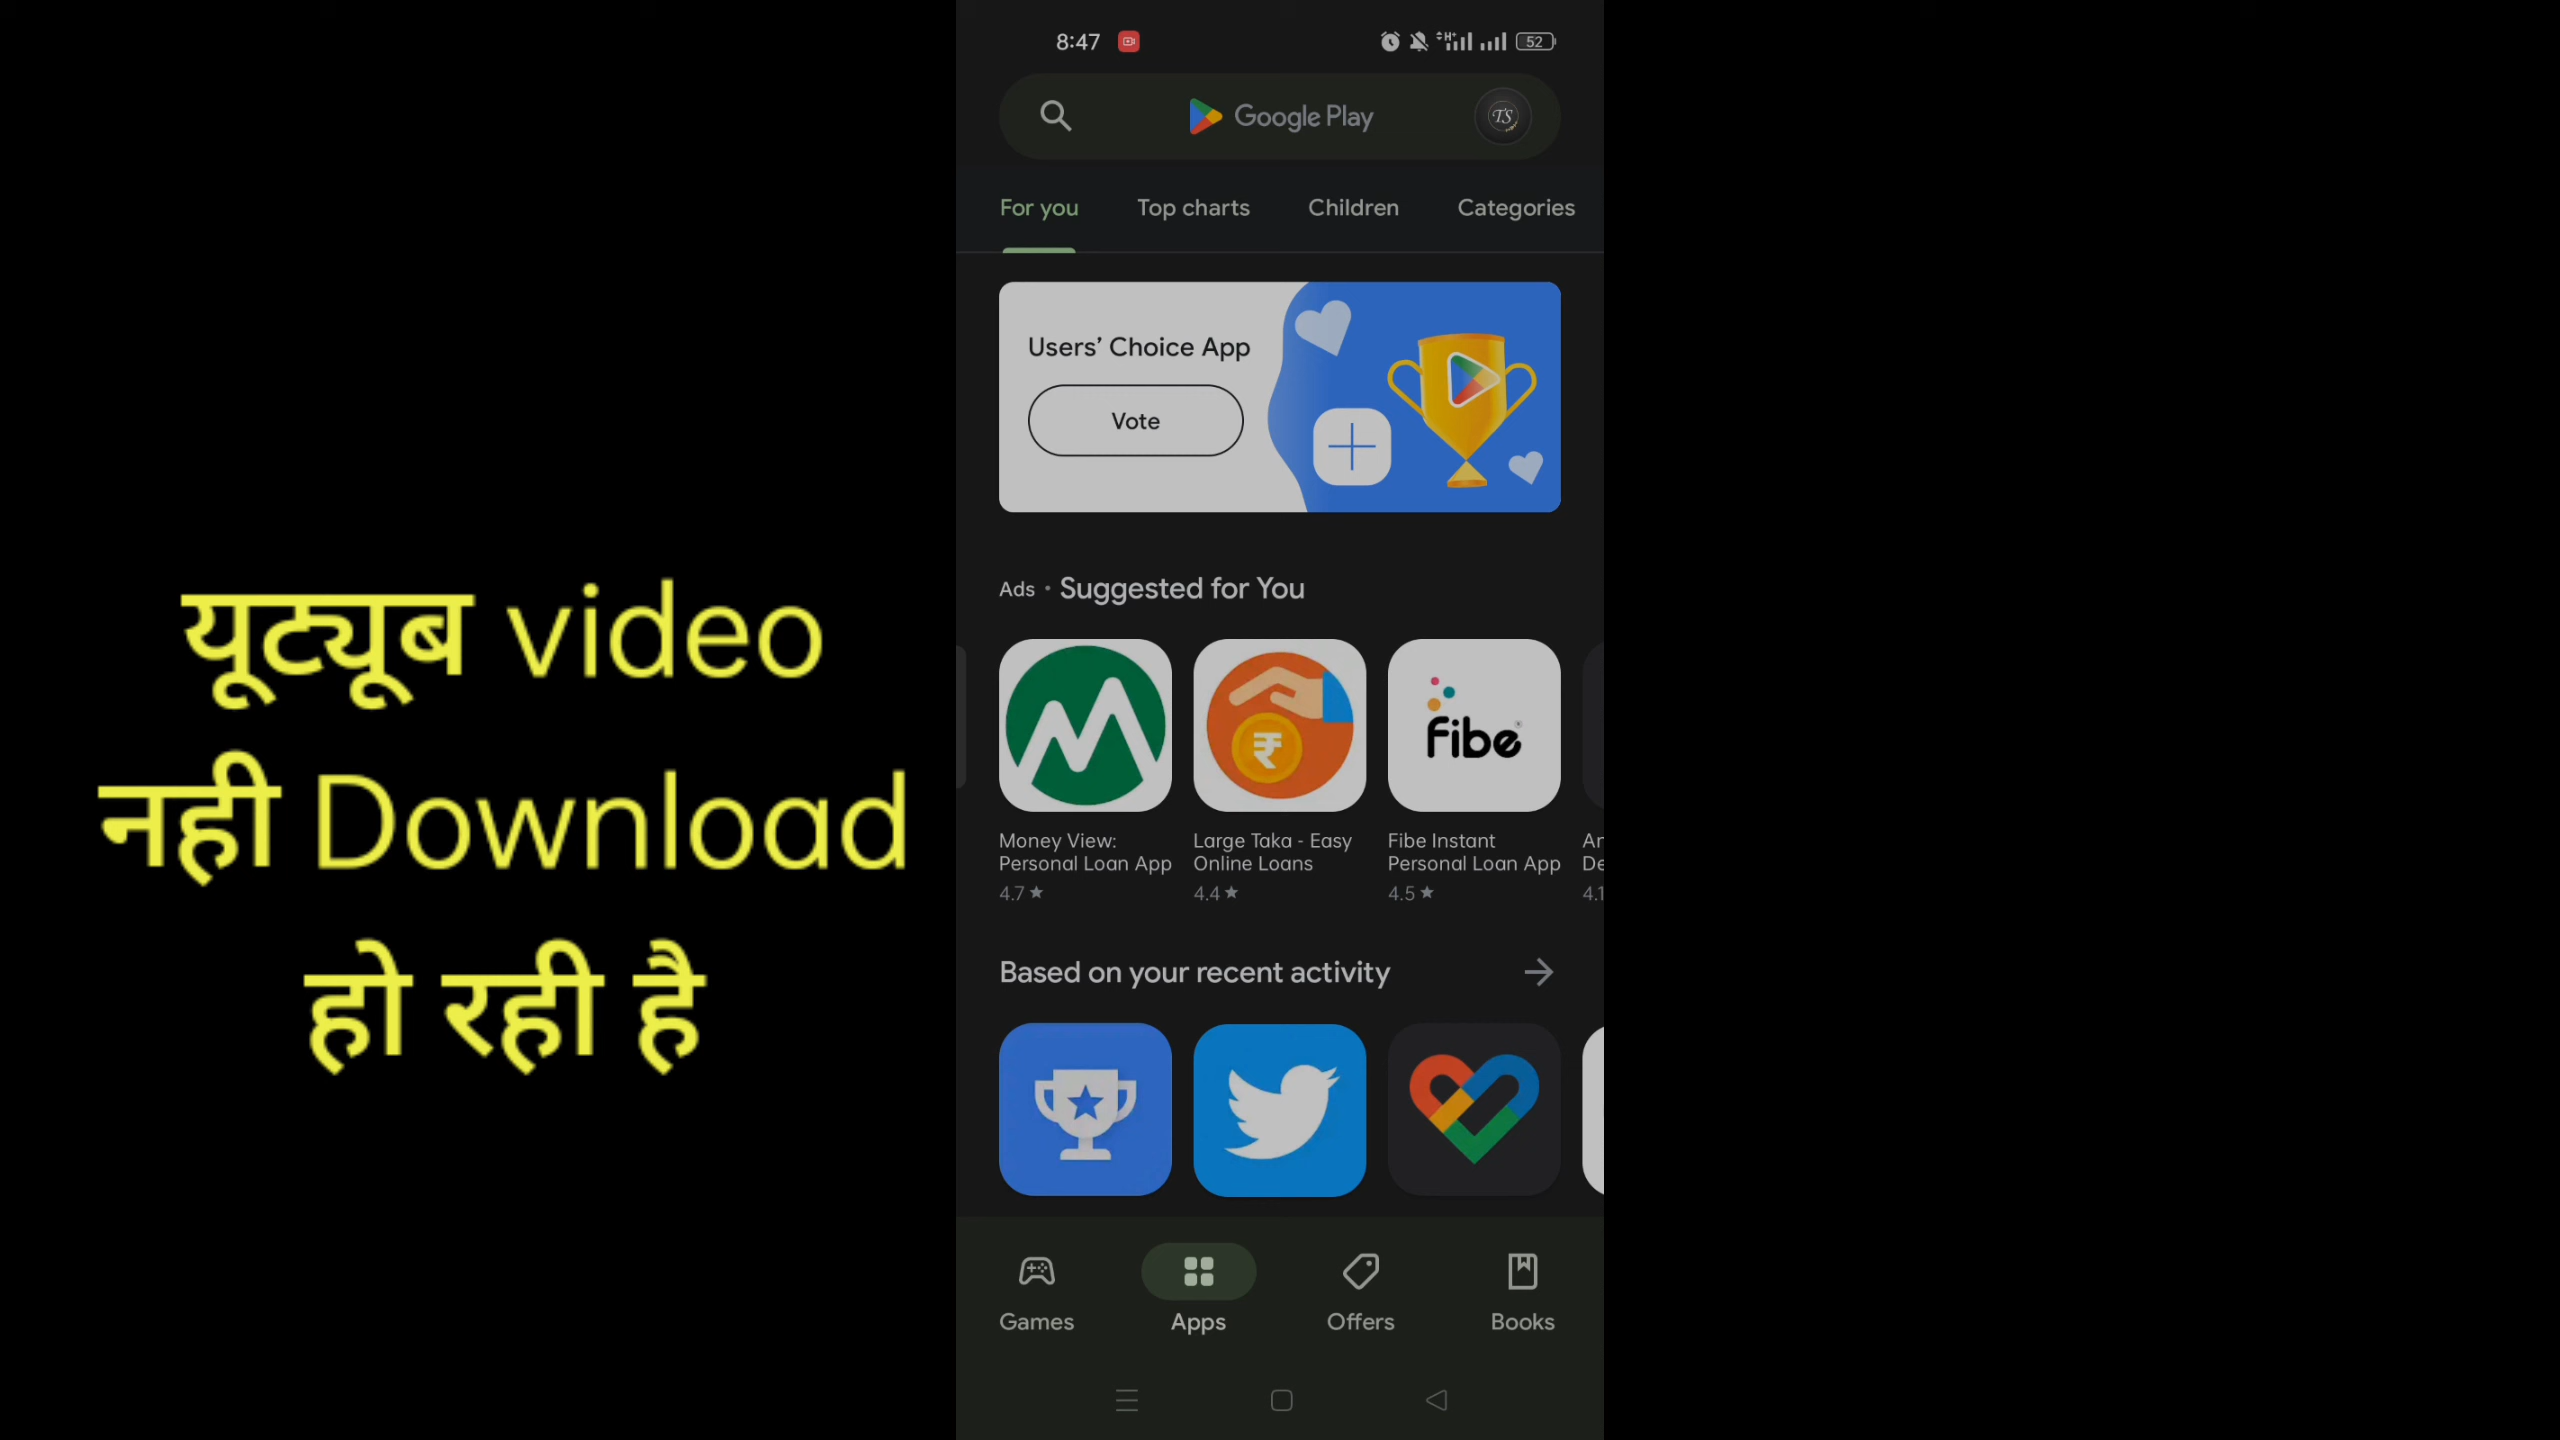 यूट्यूब video
नही Download
हो रही है
8:47
52
Google Play
TS
For you
Top charts
Children
Categories
Users’ Choice App
Vote
Ads • Suggested for You
fibe
Money View:
Personal Loan App
4.7 ★
Large Taka - Easy
Online Loans
4.4 ★
Fibe Instant
Personal Loan App
4.5 ★
Based on your recent activity
Games
Apps
Offers
Books